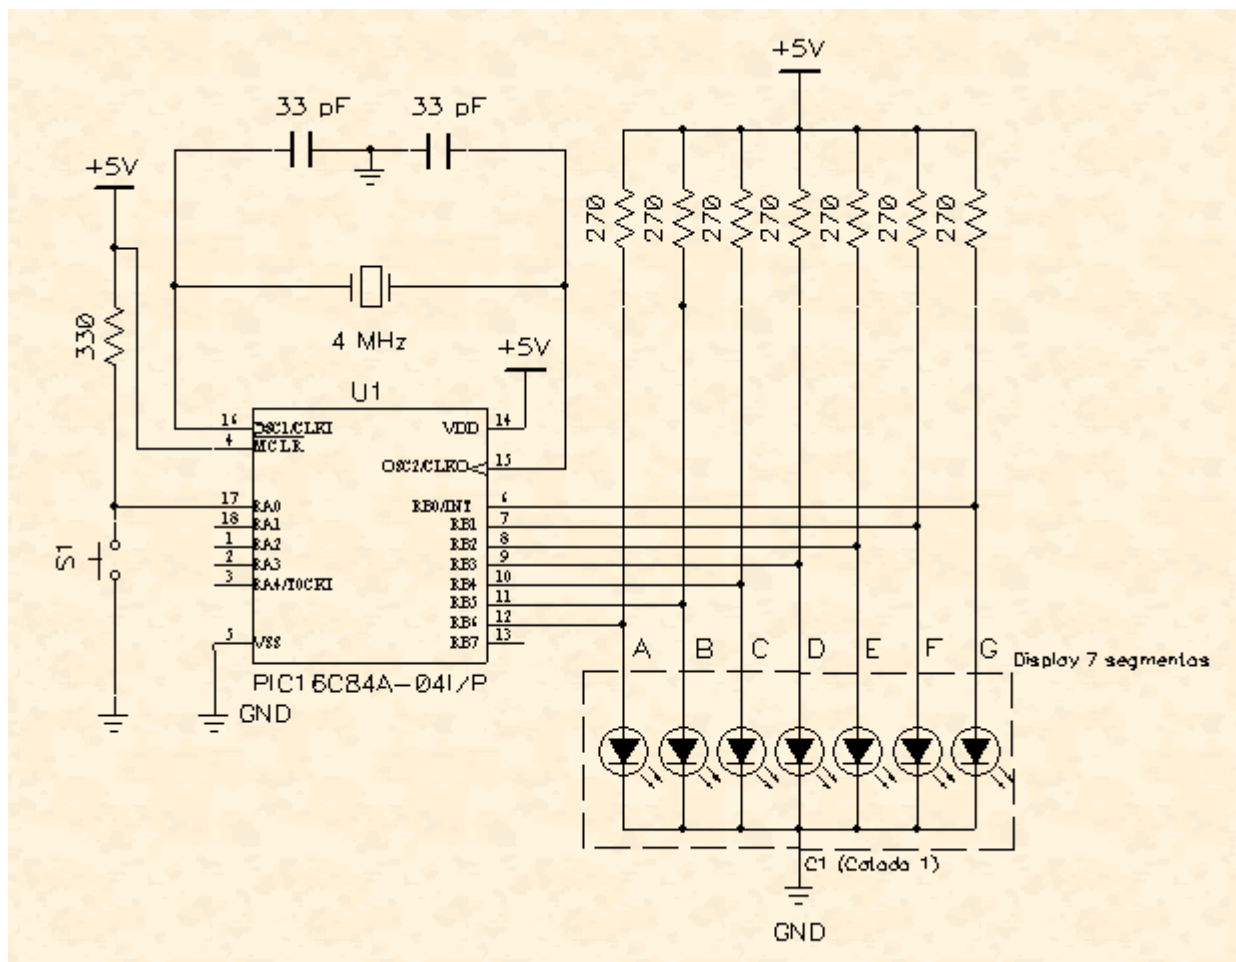 +5V
33 pF 33 pF
+5V
270 270 270 270 270 270 270
330
4 MHz
+5V
U1
16 OSC1/CLKI VDD 14
4 MCLR
OSC2/CLKO 15
17 RA0 RB0/INT 6
18 RA1 RB1 7
1 RA2 RB2 8
2 RA3 RB3 9
3 RA4/T0CKI RB4 10
RB5 11
RB6 12
5 VSS RB7 13
S1
PIC16C84A-04I/P
GND
A B C D E F G
Display 7 segmentos
C1 (Catada 1)
GND